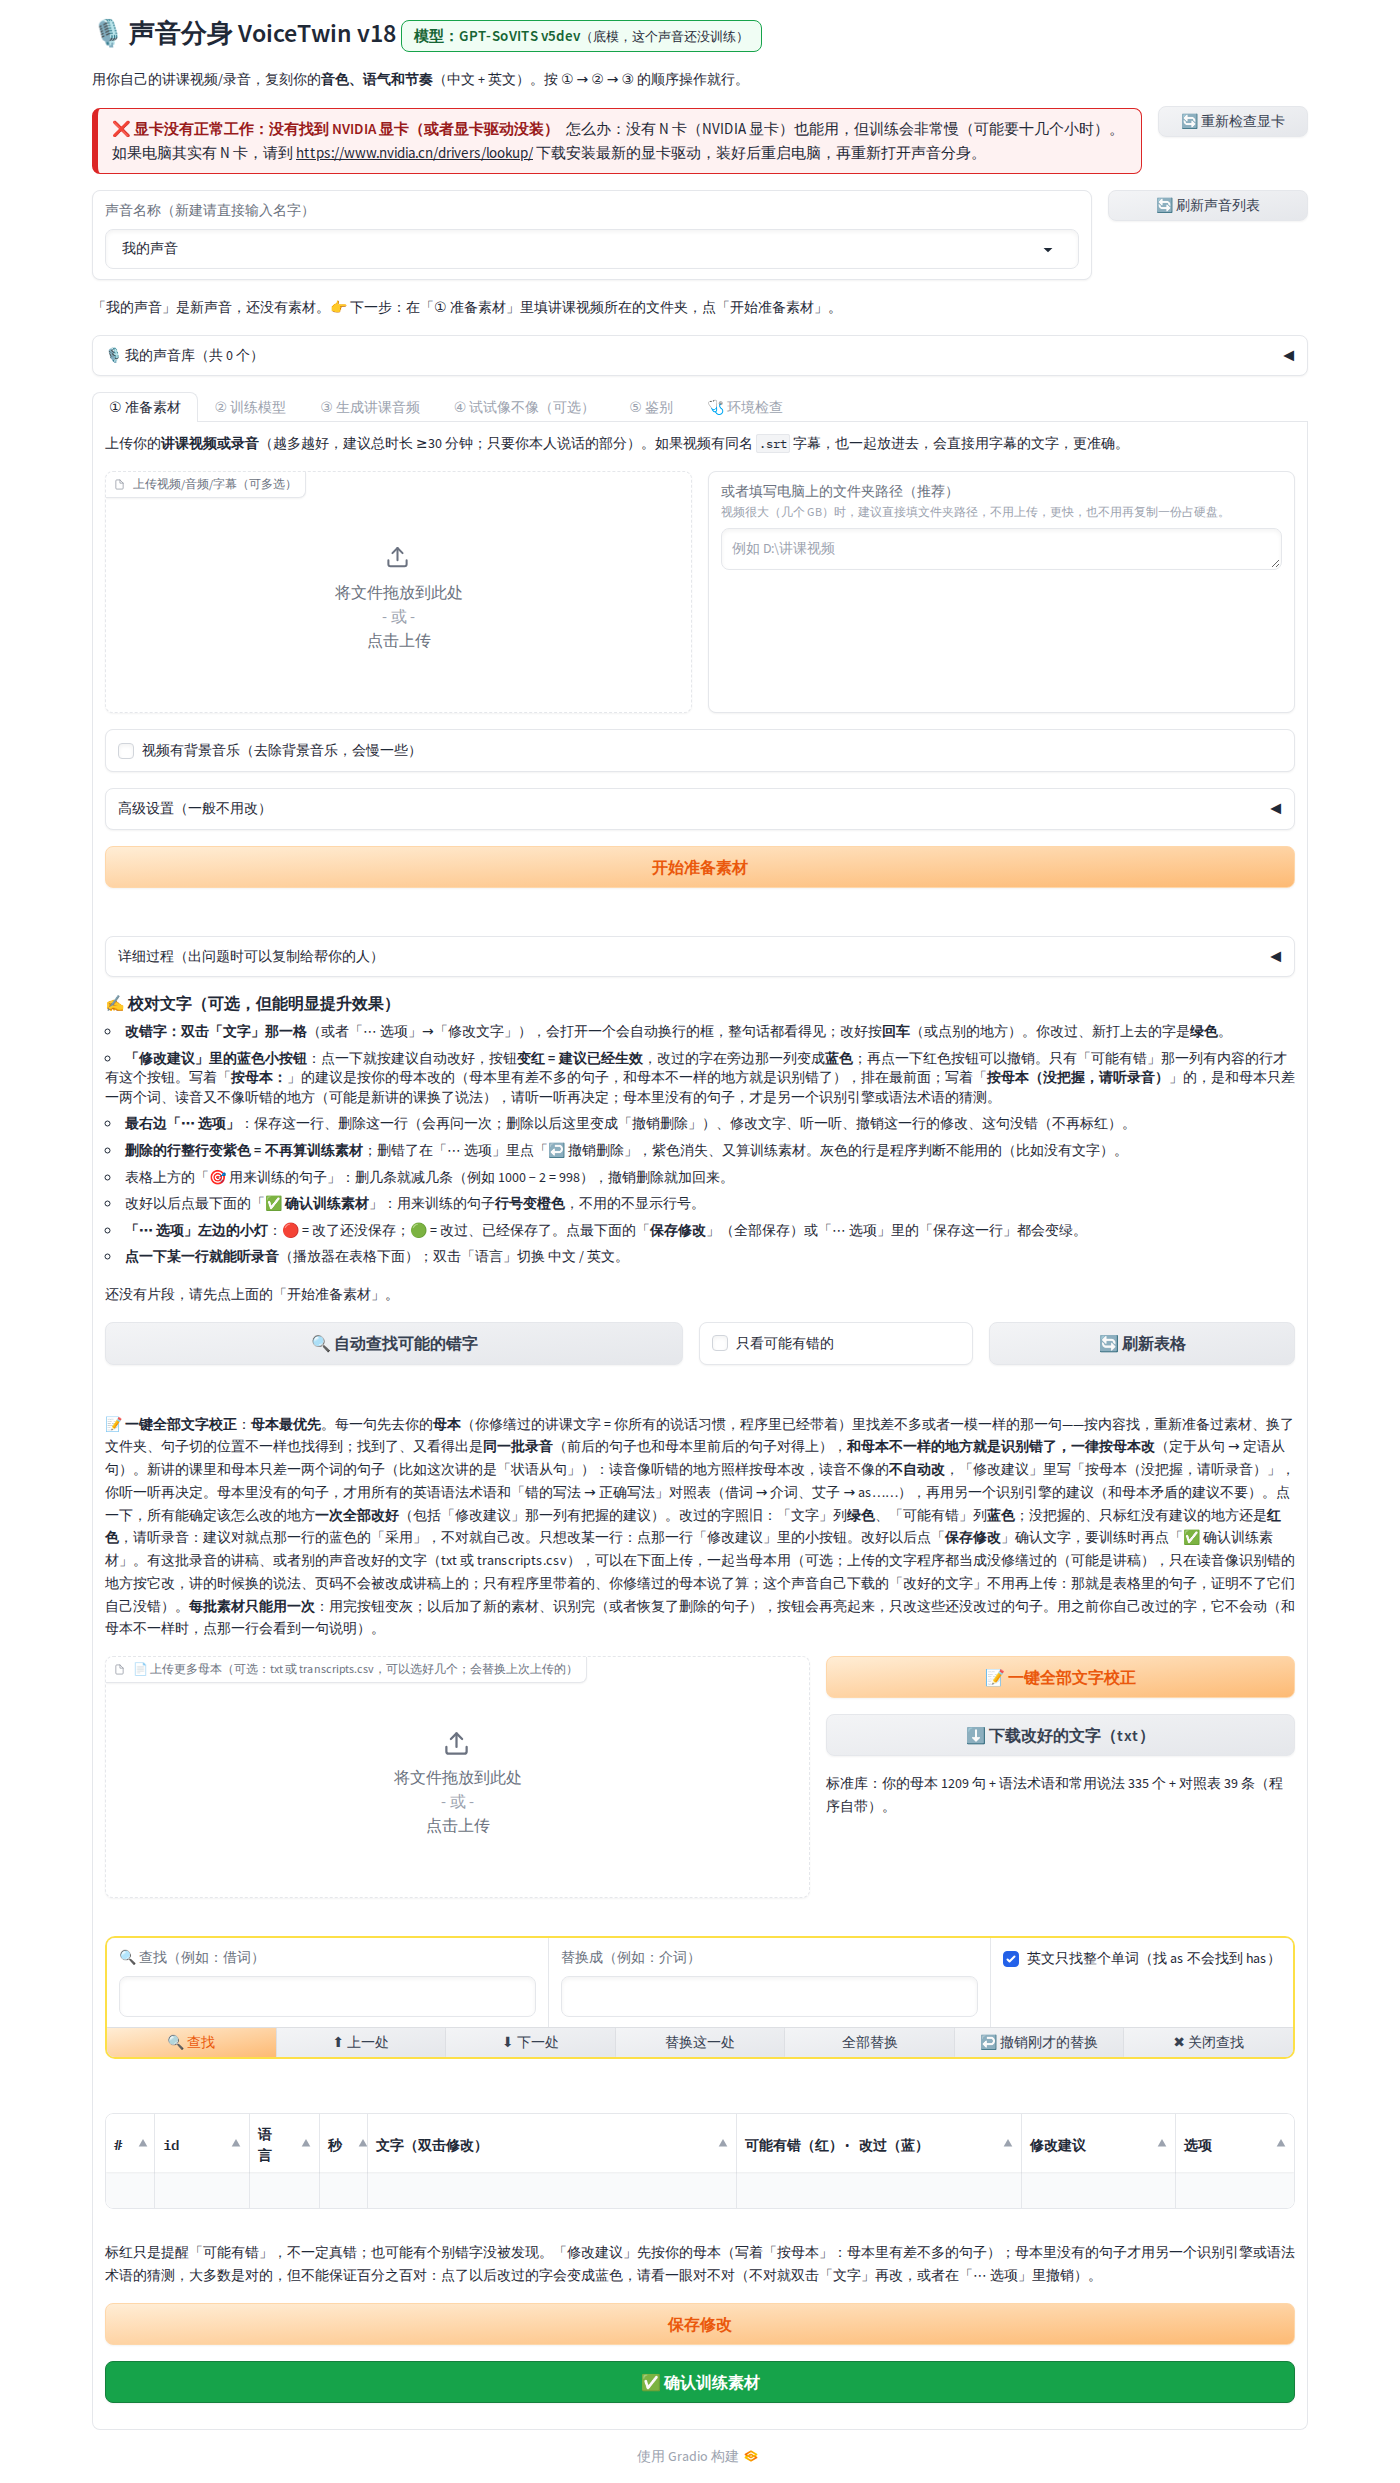 🎙️ 声音分身 VoiceTwin v18 模型：GPT-SoVITS v5dev（底模，这个声音还没训练）
用你自己的讲课视频/录音，复刻你的音色、语气和节奏（中文 + 英文）。按 ① → ② → ③ 的顺序操作就行。
❌ 显卡没有正常工作：没有找到 NVIDIA 显卡（或者显卡驱动没装） 怎么办：没有 N 卡（NVIDIA 显卡）也能用，但训练会非常慢（可能要十几个小时）。
如果电脑其实有 N 卡，请到 https://www.nvidia.cn/drivers/lookup/ 下载安装最新的显卡驱动，装好后重启电脑，再重新打开声音分身。
🔄 重新检查显卡
声音名称（新建请直接输入名字）
我的声音
🔄 刷新声音列表
「我的声音」是新声音，还没有素材。👉 下一步：在「① 准备素材」里填讲课视频所在的文件夹，点「开始准备素材」。
🎙️ 我的声音库（共 0 个）
① 准备素材 ② 训练模型 ③ 生成讲课音频 ④ 试试像不像（可选） ⑤ 鉴别 🩺 环境检查
上传你的讲课视频或录音（越多越好，建议总时长 ≥30 分钟；只要你本人说话的部分）。如果视频有同名 .srt 字幕，也一起放进去，会直接用字幕的文字，更准确。
上传视频/音频/字幕（可多选）
将文件拖放到此处
- 或 -
点击上传
或者填写电脑上的文件夹路径（推荐）
视频很大（几个 GB）时，建议直接填文件夹路径，不用上传，更快，也不用再复制一份占硬盘。
例如 D:\讲课视频
视频有背景音乐（去除背景音乐，会慢一些）
高级设置（一般不用改）
开始准备素材
详细过程（出问题时可以复制给帮你的人）
✍️ 校对文字（可选，但能明显提升效果）
改错字：双击「文字」那一格（或者「⋯ 选项」→「修改文字」），会打开一个会自动换行的框，整句话都看得见；改好按回车（或点别的地方）。你改过、新打上去的字是绿色。
「修改建议」里的蓝色小按钮：点一下就按建议自动改好，按钮变红 = 建议已经生效，改过的字在旁边那一列变成蓝色；再点一下红色按钮可以撤销。只有「可能有错」那一列有内容的行才
有这个按钮。写着「按母本：」的建议是按你的母本改的（母本里有差不多的句子，和母本不一样的地方就是识别错了），排在最前面；写着「按母本（没把握，请听录音）」的，是和母本只差
一两个词、读音又不像听错的地方（可能是新讲的课换了说法），请听一听再决定；母本里没有的句子，才是另一个识别引擎或语法术语的猜测。
最右边「⋯ 选项」：保存这一行、删除这一行（会再问一次；删除以后这里变成「撤销删除」）、修改文字、听一听、撤销这一行的修改、这句没错（不再标红）。
删除的行整行变紫色 = 不再算训练素材；删错了在「⋯ 选项」里点「↩️ 撤销删除」，紫色消失、又算训练素材。灰色的行是程序判断不能用的（比如没有文字）。
表格上方的「🎯 用来训练的句子」：删几条就减几条（例如 1000 − 2 = 998），撤销删除就加回来。
改好以后点最下面的「✅ 确认训练素材」：用来训练的句子行号变橙色，不用的不显示行号。
「⋯ 选项」左边的小灯：🔴 = 改了还没保存；🟢 = 改过、已经保存了。点最下面的「保存修改」（全部保存）或「⋯ 选项」里的「保存这一行」都会变绿。
点一下某一行就能听录音（播放器在表格下面）；双击「语言」切换 中文 / 英文。
还没有片段，请先点上面的「开始准备素材」。
🔍 自动查找可能的错字 只看可能有错的 🔄 刷新表格
📝 一键全部文字校正：母本最优先。每一句先去你的母本（你修缮过的讲课文字 = 你所有的说话习惯，程序里已经带着）里找差不多或者一模一样的那一句——按内容找，重新准备过素材、换了
文件夹、句子切的位置不一样也找得到；找到了、又看得出是同一批录音（前后的句子也和母本里前后的句子对得上），和母本不一样的地方就是识别错了，一律按母本改（定于从句 → 定语从
句）。新讲的课里和母本只差一两个词的句子（比如这次讲的是「状语从句」）：读音像听错的地方照样按母本改，读音不像的不自动改，「修改建议」里写「按母本（没把握，请听录音）」，
你听一听再决定。母本里没有的句子，才用所有的英语语法术语和「错的写法 → 正确写法」对照表（借词 → 介词、艾子 → as……），再用另一个识别引擎的建议（和母本矛盾的建议不要）。点
一下，所有能确定该怎么改的地方一次全部改好（包括「修改建议」那一列有把握的建议）。改过的字照旧：「文字」列绿色、「可能有错」列蓝色；没把握的、只标红没有建议的地方还是红
色，请听录音：建议对就点那一行的蓝色的「采用」，不对就自己改。只想改某一行：点那一行「修改建议」里的小按钮。改好以后点「保存修改」确认文字，要训练时再点「✅ 确认训练素
材」。有这批录音的讲稿、或者别的声音改好的文字（txt 或 transcripts.csv），可以在下面上传，一起当母本用（可选；上传的文字程序都当成没修缮过的（可能是讲稿），只在读音像识别错的
地方按它改，讲的时候换的说法、页码不会被改成讲稿上的；只有程序里带着的、你修缮过的母本说了算；这个声音自己下载的「改好的文字」不用再上传：那就是表格里的句子，证明不了它们
自己没错）。每批素材只能用一次：用完按钮变灰；以后加了新的素材、识别完（或者恢复了删除的句子），按钮会再亮起来，只改这些还没改过的句子。用之前你自己改过的字，它不会动（和
母本不一样时，点那一行会看到一句说明）。
📄 上传更多母本（可选：txt 或 transcripts.csv，可以选好几个；会替换上次上传的）
将文件拖放到此处
- 或 -
点击上传
📝 一键全部文字校正
⬇️ 下载改好的文字（txt）
标准库：你的母本 1209 句 + 语法术语和常用说法 335 个 + 对照表 39 条（程
序自带）。
🔍 查找（例如：借词） 替换成（例如：介词） 英文只找整个单词（找 as 不会找到 has）
🔍 查找 ⬆ 上一处 ⬇ 下一处 替换这一处 全部替换 ↩️ 撤销刚才的替换 ✖ 关闭查找
# id 语言 秒 文字（双击修改） 可能有错（红）· 改过（蓝） 修改建议 选项
标红只是提醒「可能有错」，不一定真错；也可能有个别错字没被发现。「修改建议」先按你的母本（写着「按母本」：母本里有差不多的句子）；母本里没有的句子才用另一个识别引擎或语法
术语的猜测，大多数是对的，但不能保证百分之百对：点了以后改过的字会变成蓝色，请看一眼对不对（不对就双击「文字」再改，或者在「⋯ 选项」里撤销）。
保存修改
✅ 确认训练素材
使用 Gradio 构建